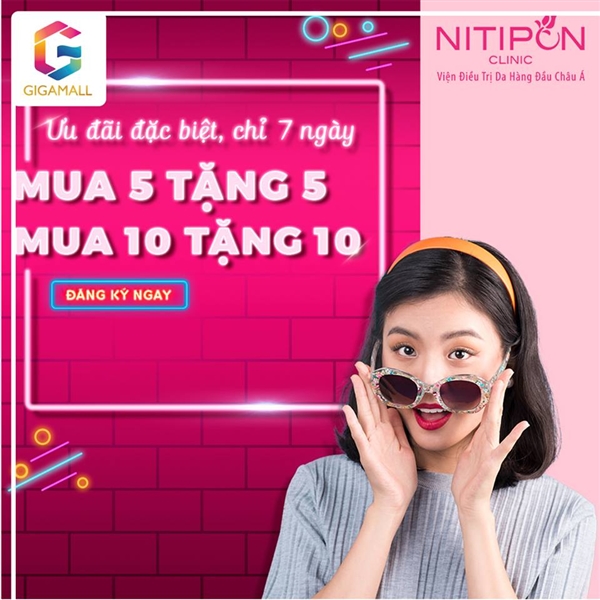 GIGAMALL
NITIPON
CLINIC
Viện Điều Trị Da Hàng Đầu Châu Á
Ưu đãi đặc biệt, chỉ 7 ngày
MUA 5 TẶNG 5
MUA 10 TẶNG 10
ĐĂNG KÝ NGAY